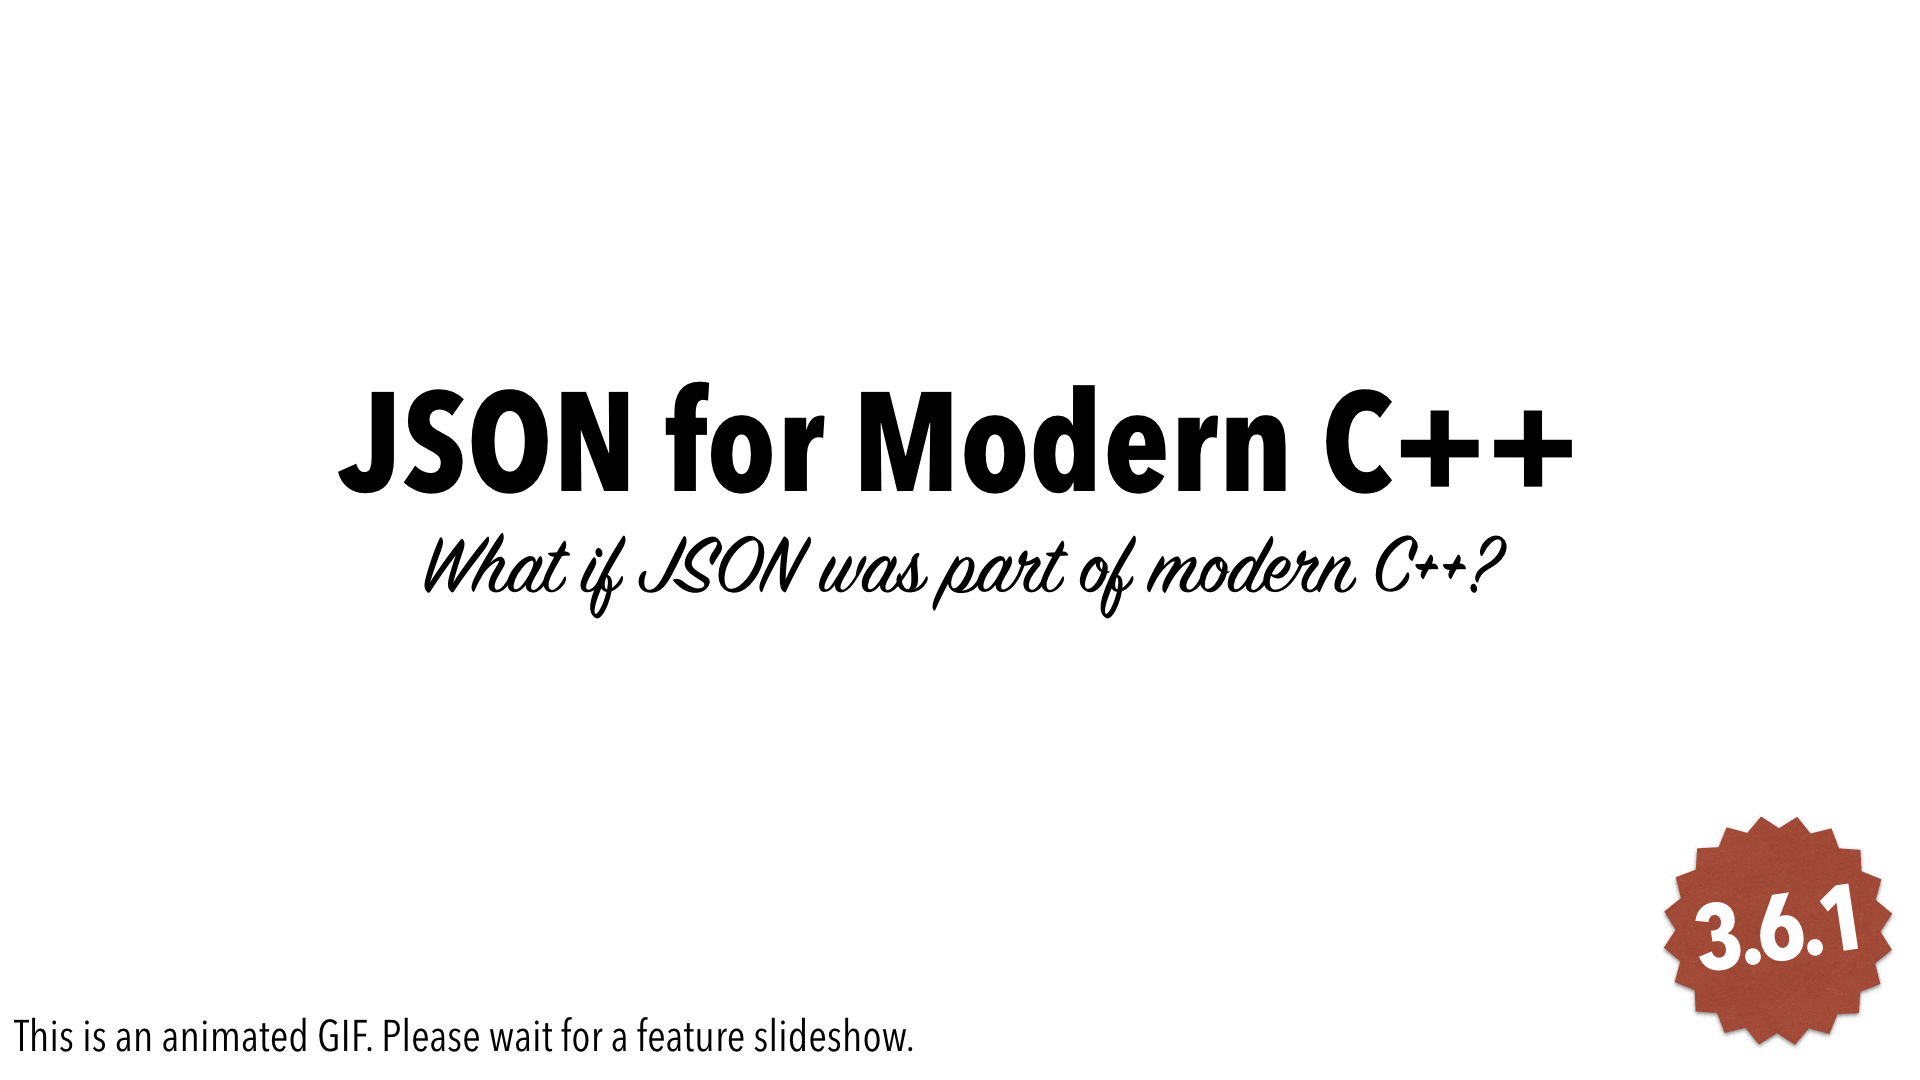 JSON for Modern C++
What if JSON was part of modern C++?
3.6.1
This is an animated GIF. Please wait for a feature slideshow.